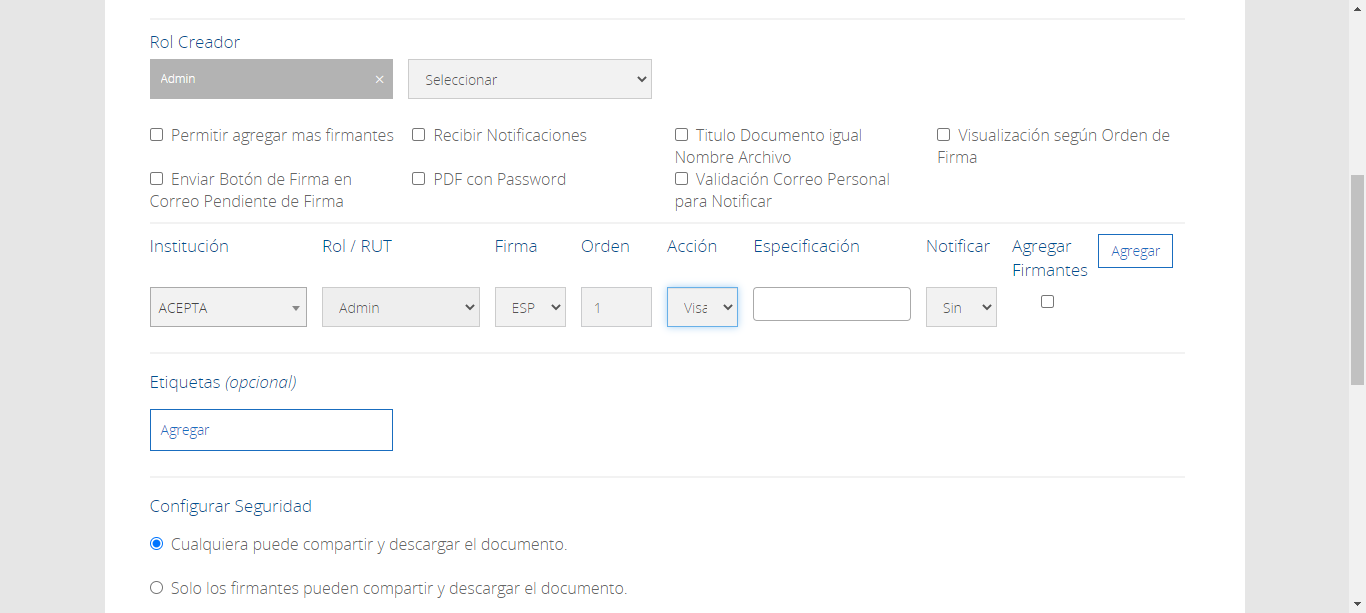 Rol Creador
Admin × Seleccionar
Permitir agregar mas firmantes Recibir Notificaciones Titulo Documento igual Visualización según Orden de
Nombre Archivo Firma
Enviar Botón de Firma en PDF con Password Validación Correo Personal
Correo Pendiente de Firma para Notificar
Institución Rol / RUT Firma Orden Acción Especificación Notificar Agregar Agregar
Firmantes
ACEPTA Admin ESP 1 Visa Sin
Etiquetas (opcional)
Agregar
Configurar Seguridad
Cualquiera puede compartir y descargar el documento.
Solo los firmantes pueden compartir y descargar el documento.